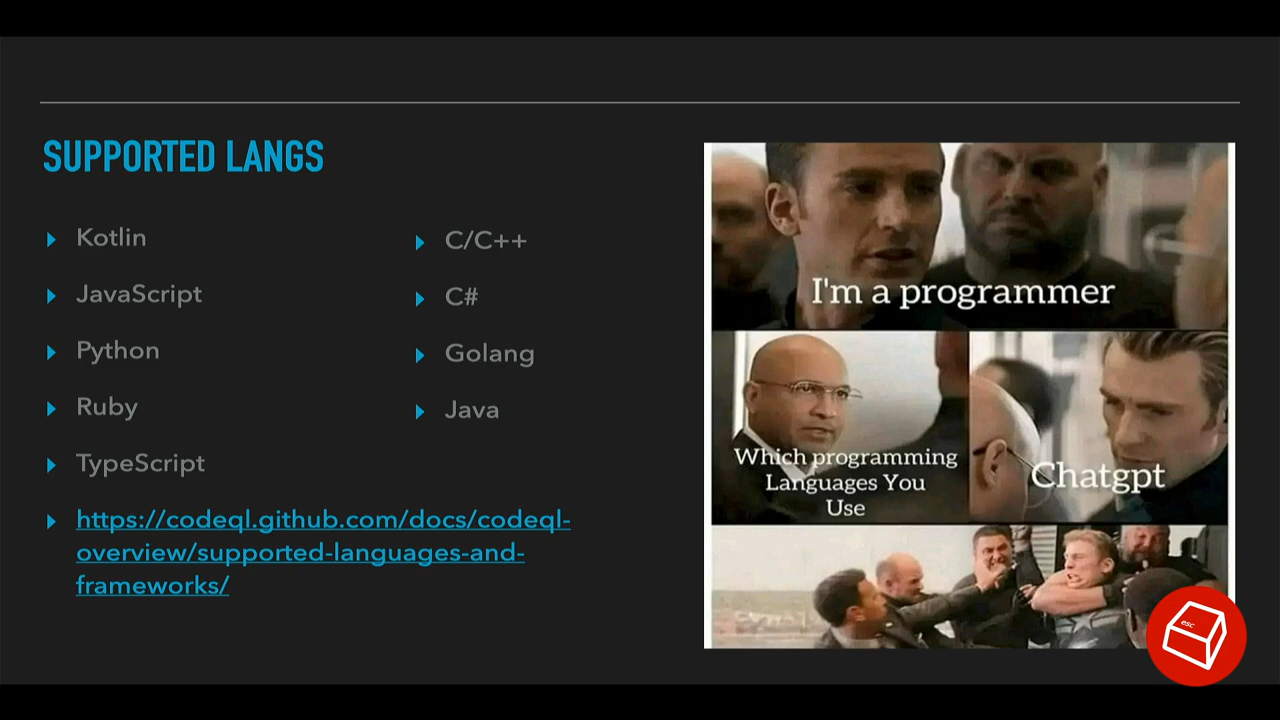 SUPPORTED LANGS
Kotlin
JavaScript
Python
Ruby
TypeScript
https://codeql.github.com/docs/codeql-
overview/supported-languages-and-
frameworks/
C/C++
C#
Golang
Java
I'm a programmer
Which programming
Languages You
Use
Chatgpt
esc